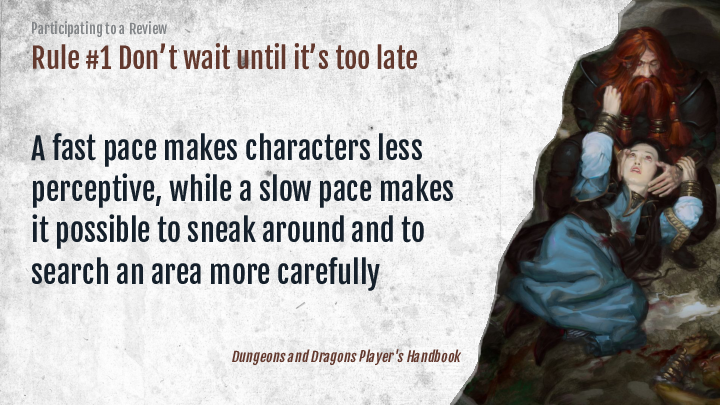 Participating to a Review
Rule #1 Don’t wait until it’s too late
A fast pace makes characters less
perceptive, while a slow pace makes
it possible to sneak around and to
search an area more carefully
Dungeons and Dragons Player's Handbook